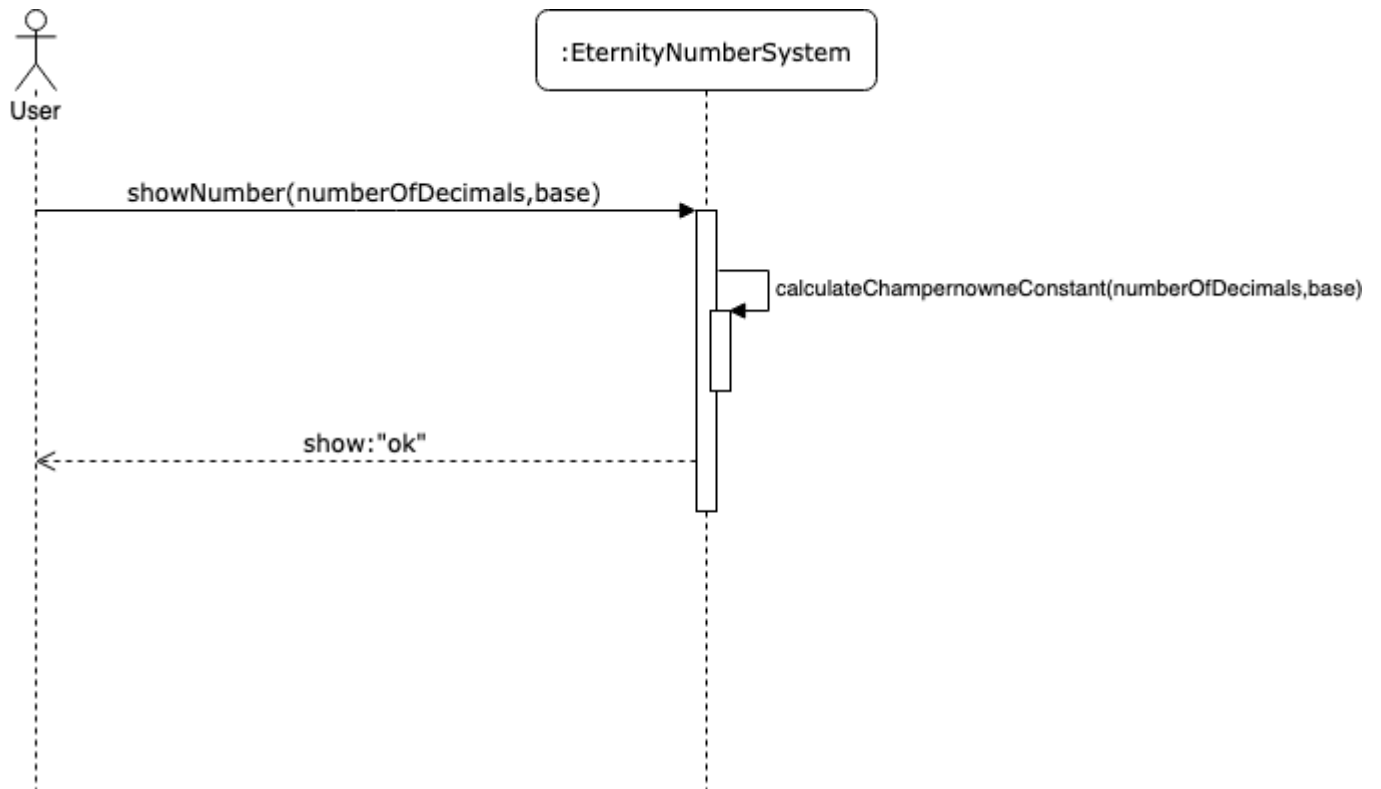 :EternityNumberSystem
User
showNumber(numberOfDecimals,base)
calculateChampernowneConstant(numberOfDecimals,base)
show:"ok"